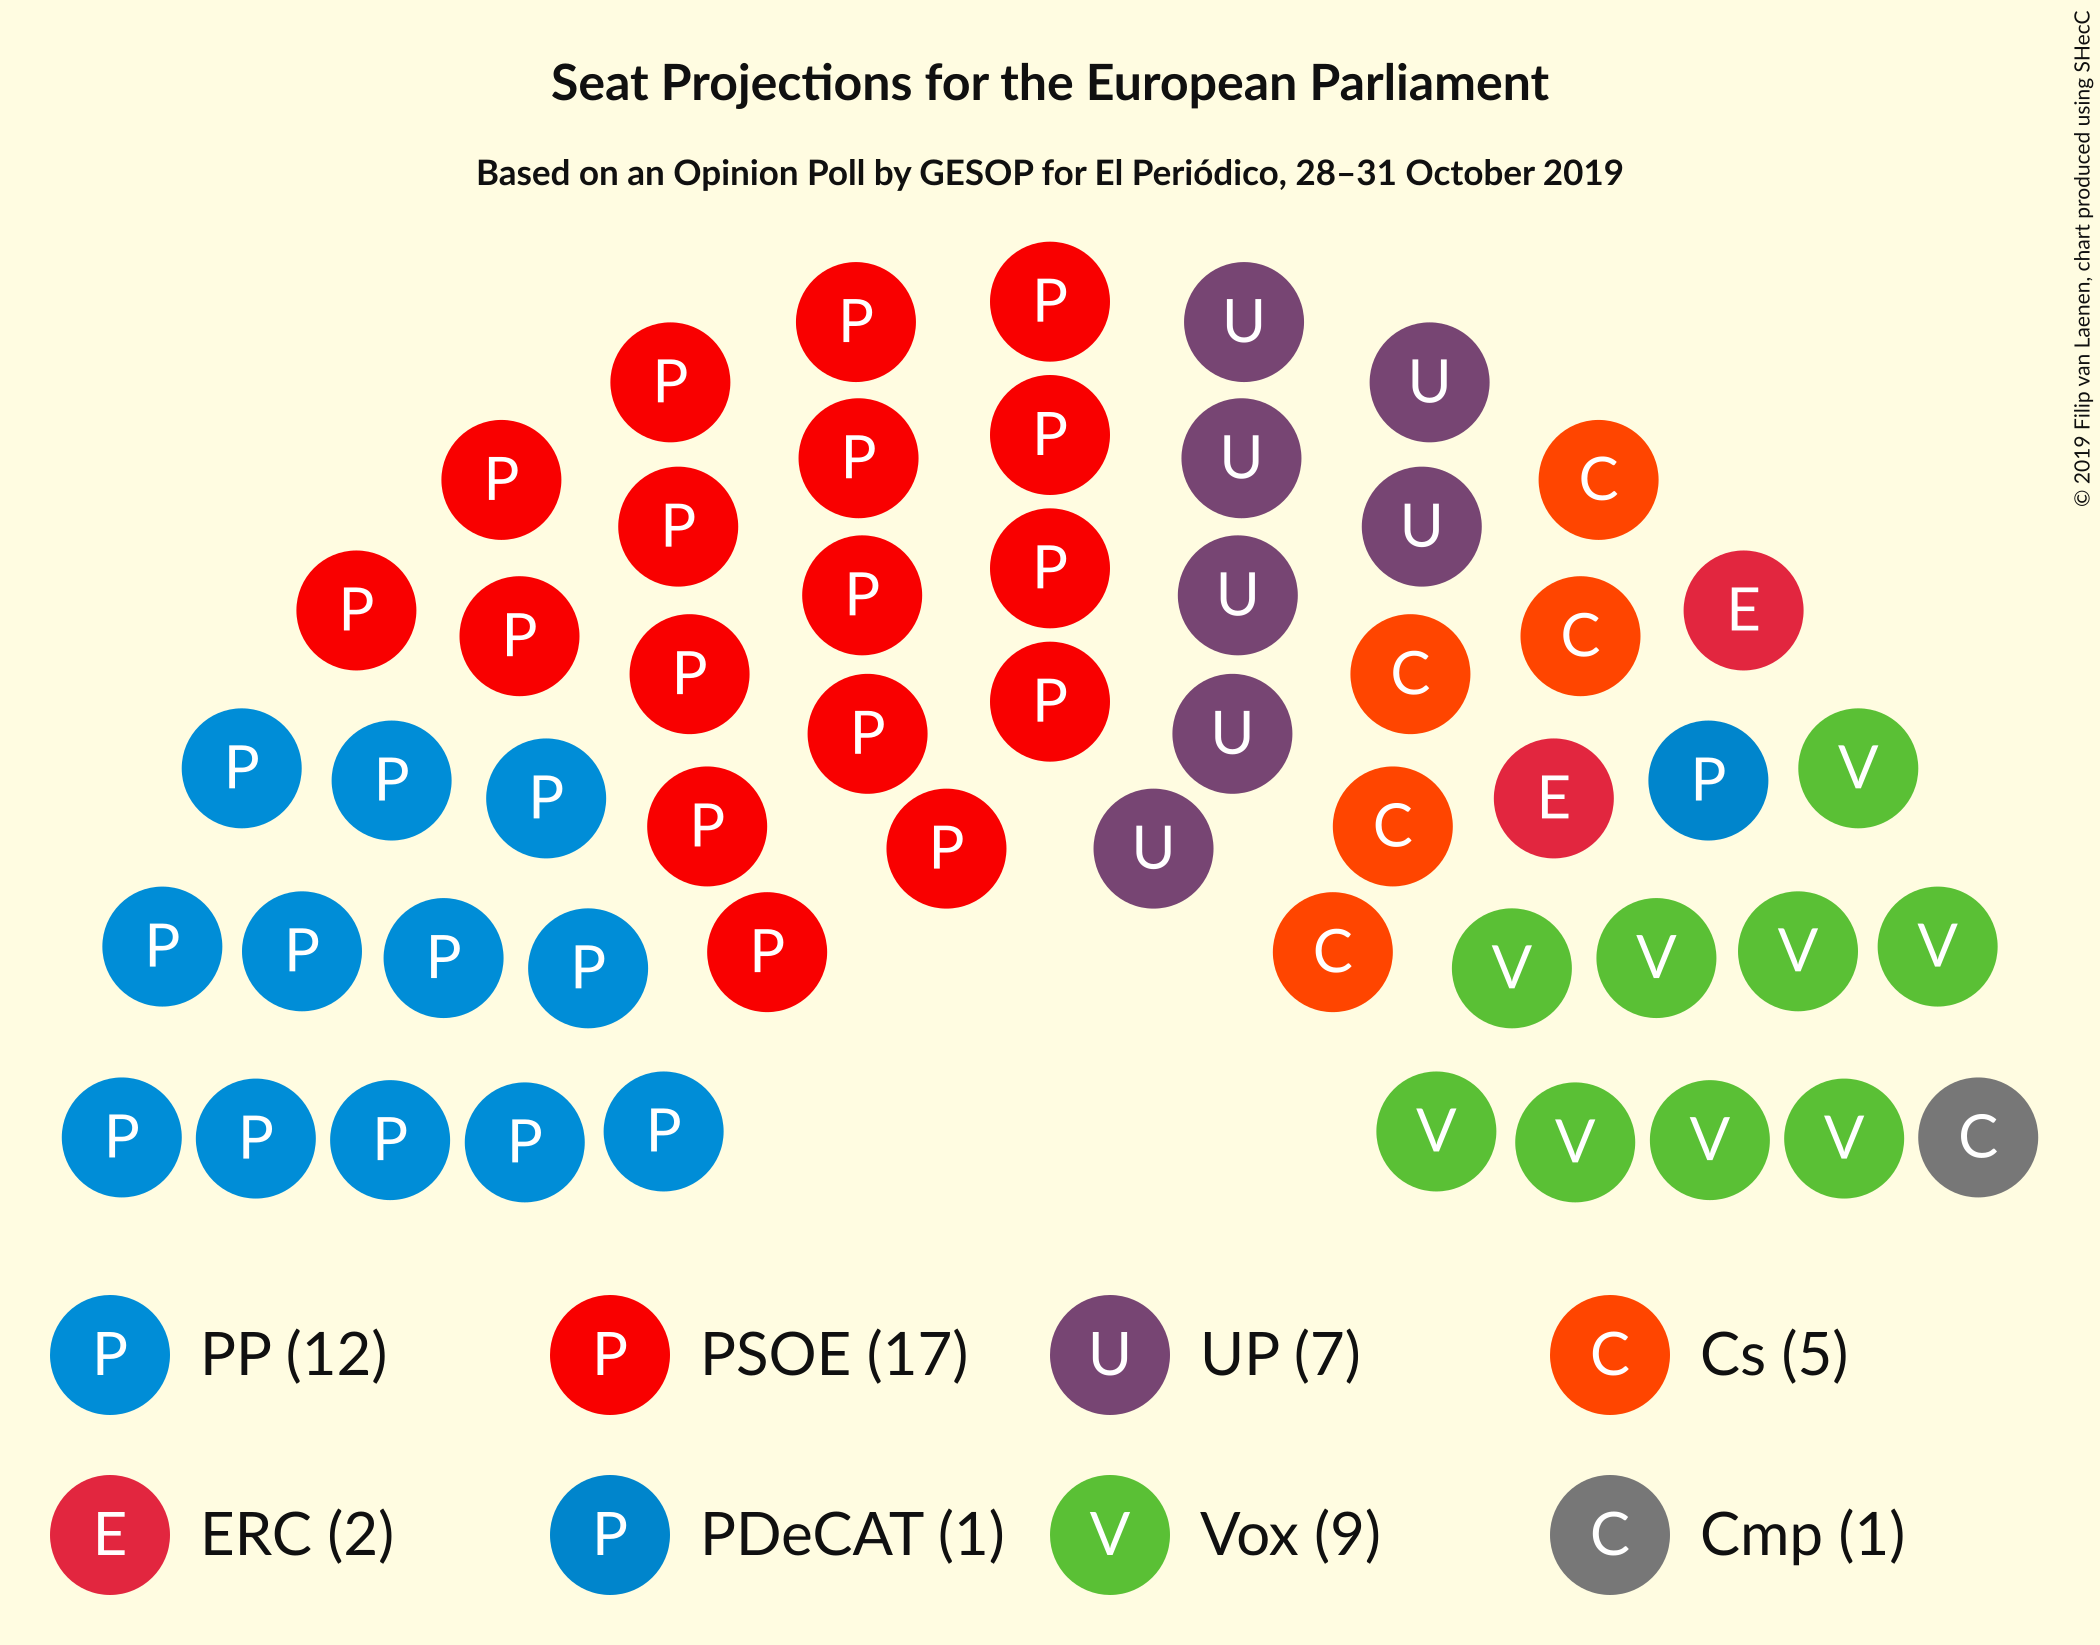 Seat Projections for the European Parliament
Based on an Opinion Poll by GESOP for El Periódico, 28–31 October 2019
© 2019 Filip van Laenen, chart produced using SHecC
P
P P U U
P P U U
P P U C
P P U U
P P U C E
P P C C
P P P U E P V
P P U
P P C
P P P P P C V V V V
P P P P P V V V V C
P PP (12) P PSOE (17) U UP (7) C Cs (5)
E ERC (2) P PDeCAT (1) V Vox (9) C Cmp (1)